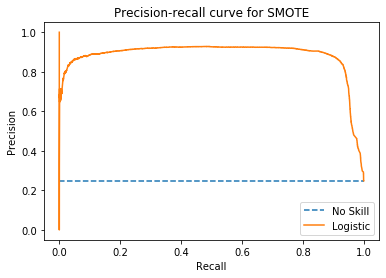 Precision-recall curve for SMOTE
Precision
1.0
0.8
0.6
0.4
0.2
0.0
No Skill
Logistic
0.0 0.2 0.4 0.6 0.8 1.0
Recall